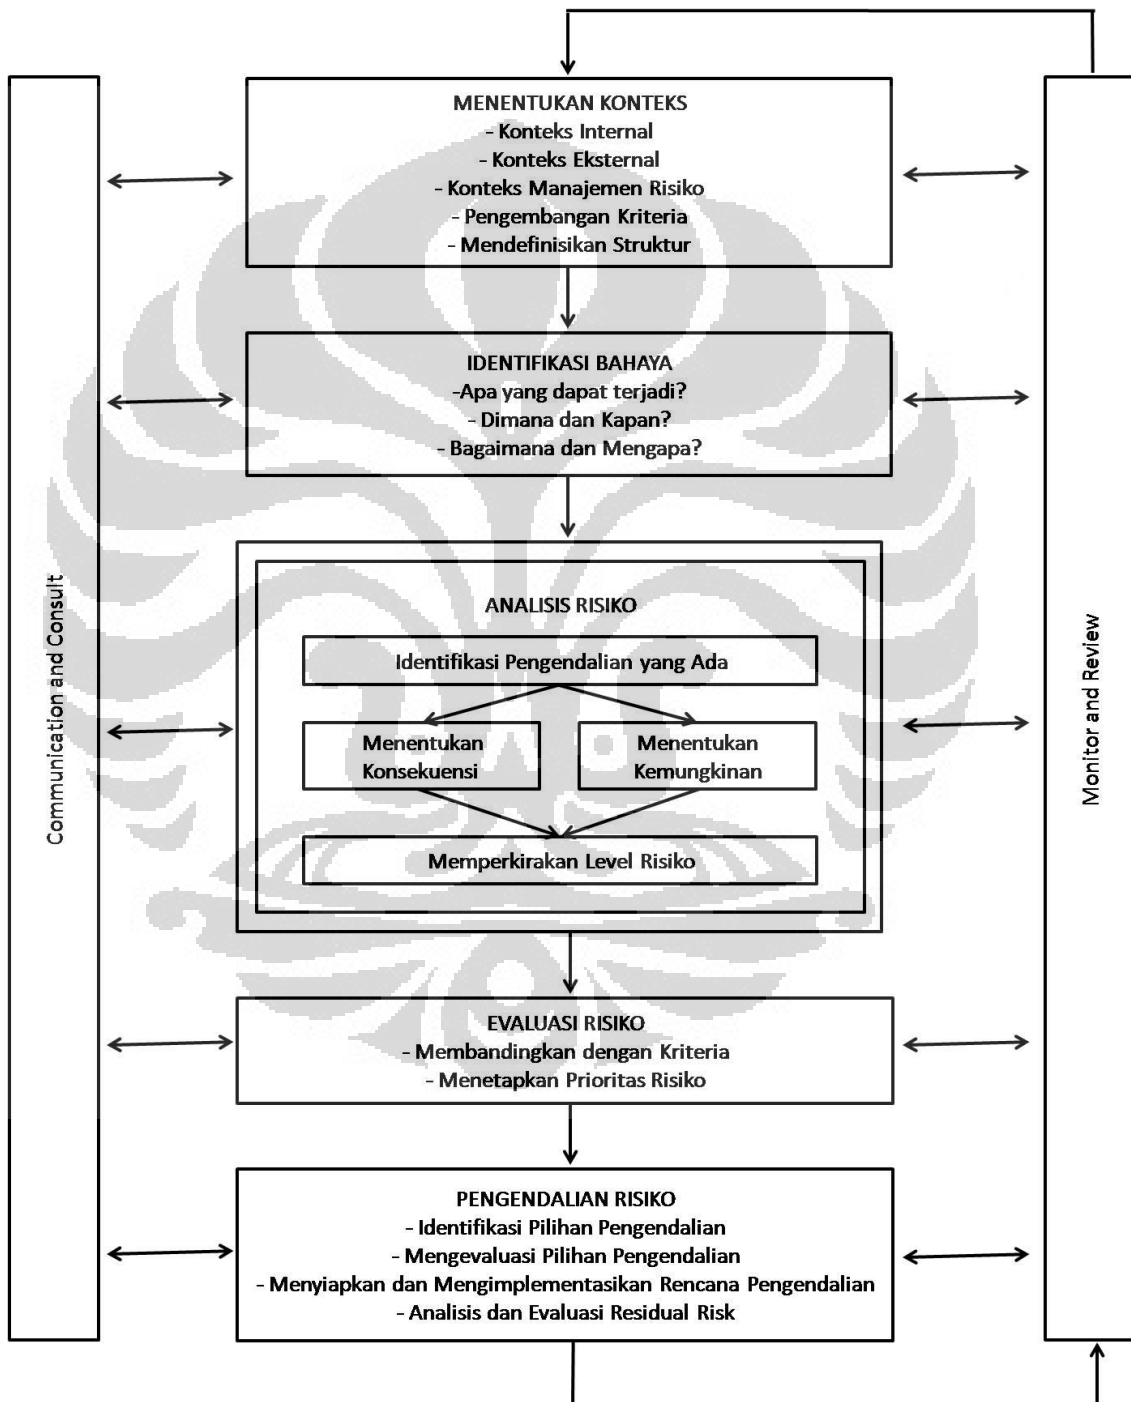 MENENTUKAN KONTEKS
- Konteks Internal
- Konteks Eksternal
- Konteks Manajemen Risiko
- Pengembangan Kriteria
- Mendefinisikan Struktur
IDENTIFIKASI BAHAYA
-Apa yang dapat terjadi?
- Dimana dan Kapan?
- Bagaimana dan Mengapa?
Communication and Consult
ANALISIS RISIKO
Identifikasi Pengendalian yang Ada
Menentukan
Konsekuensi
Menentukan
Kemungkinan
Memperkirakan Level Risiko
Monitor and Review
EVALUASI RISIKO
- Membandingkan dengan Kriteria
- Menetapkan Prioritas Risiko
PENGENDALIAN RISIKO
- Identifikasi Pilihan Pengendalian
- Mengevaluasi Pilihan Pengendalian
- Menyiapkan dan Mengimplementasikan Rencana Pengendalian
- Analisis dan Evaluasi Residual Risk